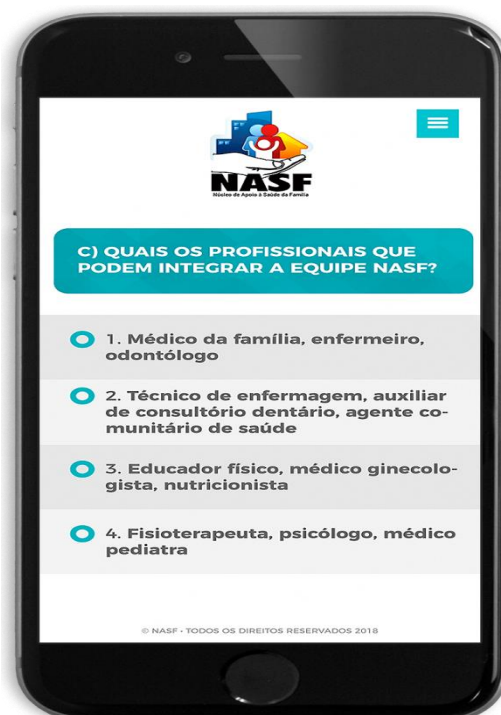 NASF
Núcleo de Apoio à Saúde da Família
C) QUAIS OS PROFISSIONAIS QUE
PODEM INTEGRAR A EQUIPE NASF?
1. Médico da família, enfermeiro,
odontólogo
2. Técnico de enfermagem, auxiliar
de consultório dentário, agente co-
munitário de saúde
3. Educador físico, médico ginecolo-
gista, nutricionista
4. Fisioterapeuta, psicólogo, médico
pediatra
© NASF - TODOS OS DIREITOS RESERVADOS 2018